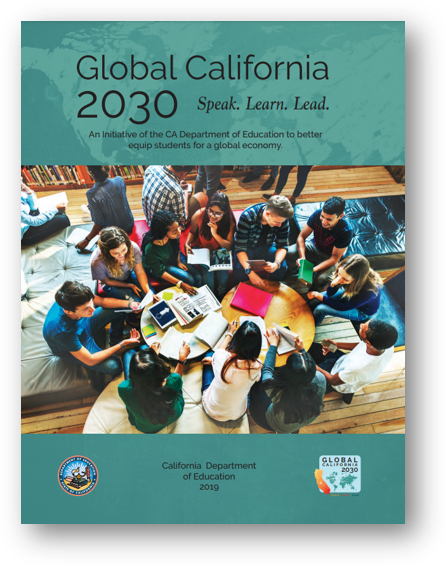 Global California
2030 Speak. Learn. Lead.
An Initiative of the CA Department of Education to better
equip students for a global economy.
California Department
of Education
2019
GLOBAL
CALIFORNIA
2030